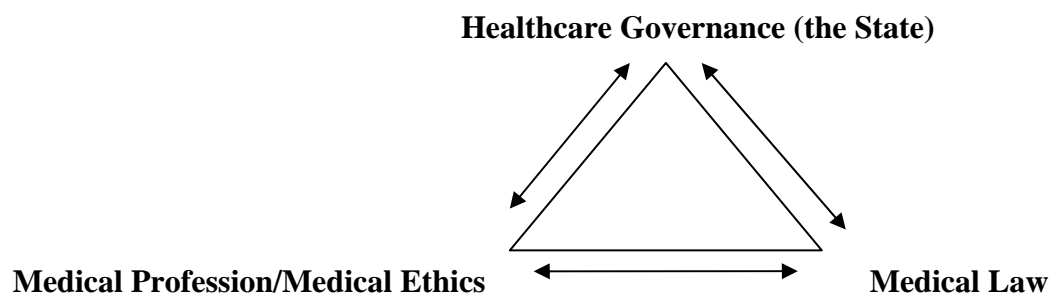 Healthcare Governance (the State)
Medical Profession/Medical Ethics
Medical Law